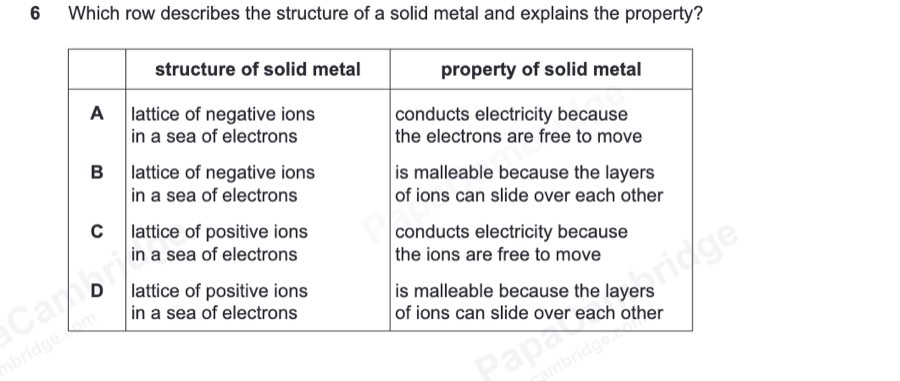 6 Which row describes the structure of a solid metal and explains the property?
structure of solid metal property of solid metal
A lattice of negative ions conducts electricity because
in a sea of electrons the electrons are free to move
B lattice of negative ions is malleable because the layers
in a sea of electrons of ions can slide over each other
C lattice of positive ions conducts electricity because
in a sea of electrons the ions are free to move
D lattice of positive ions is malleable because the layers
in a sea of electrons of ions can slide over each other